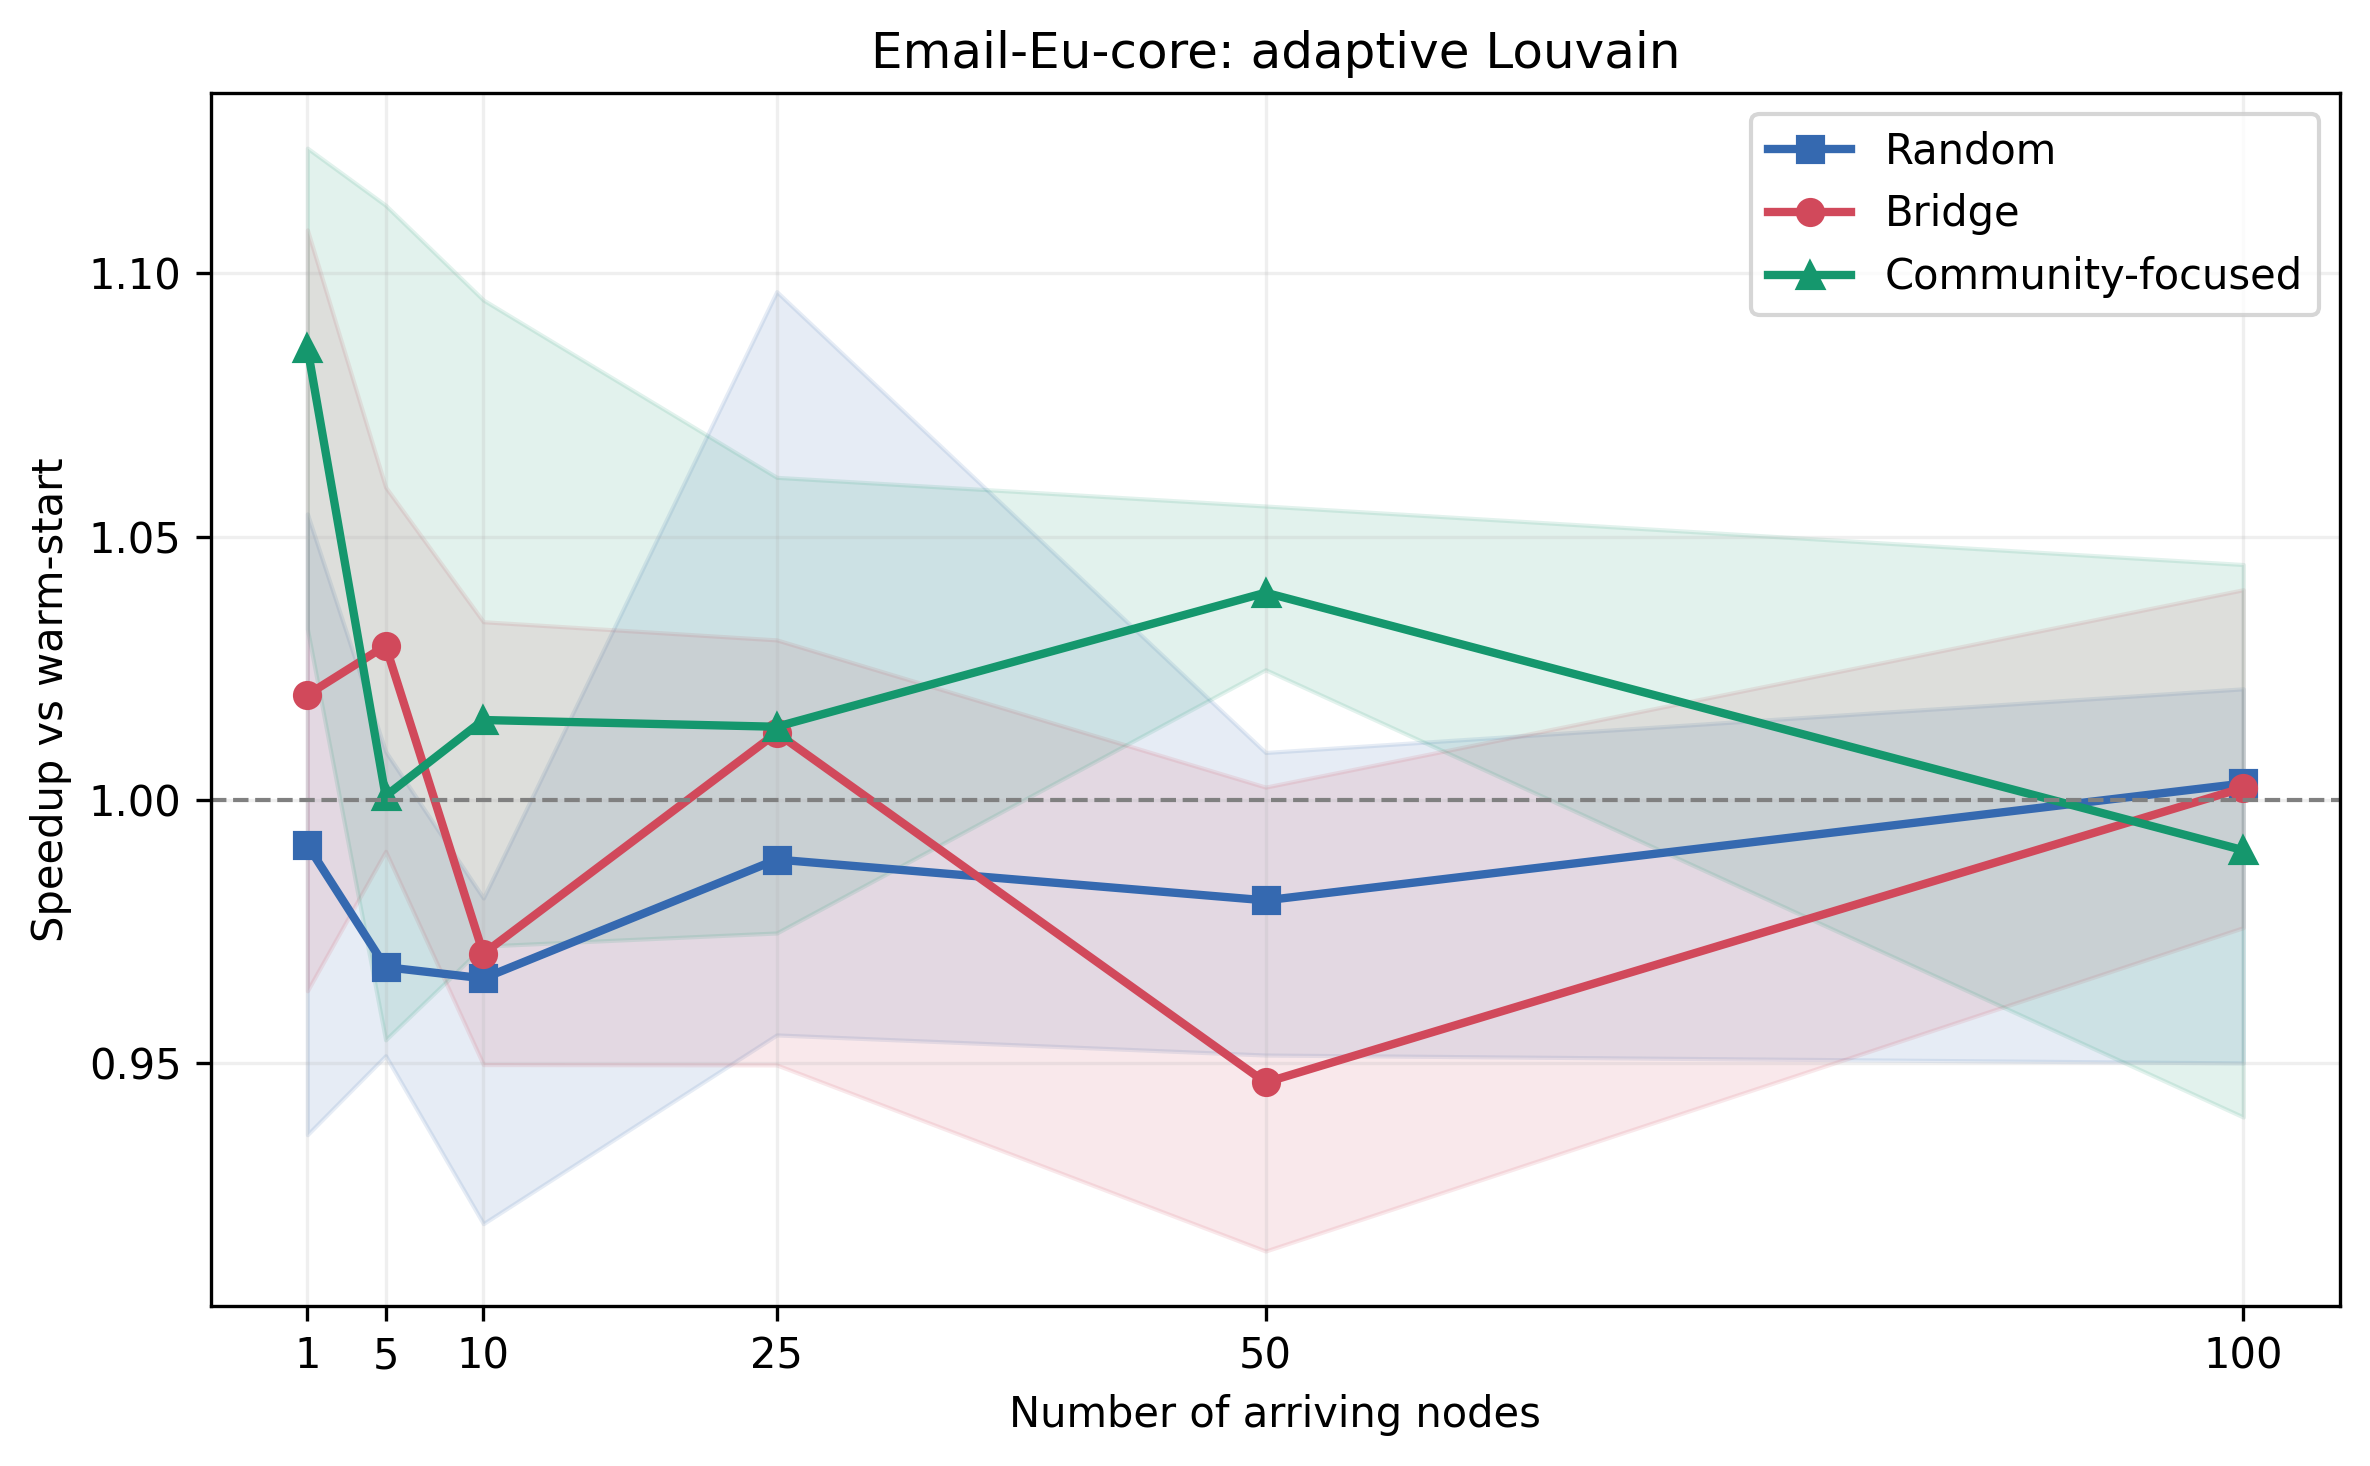 Email-Eu-core: adaptive Louvain
Random
Bridge
Community-focused
Speedup vs warm-start
1.10
1.05
1.00
0.95
1 5 10 25 50 100
Number of arriving nodes